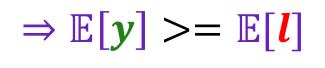 ⇒ 𝔼[y] >= 𝔼[l]